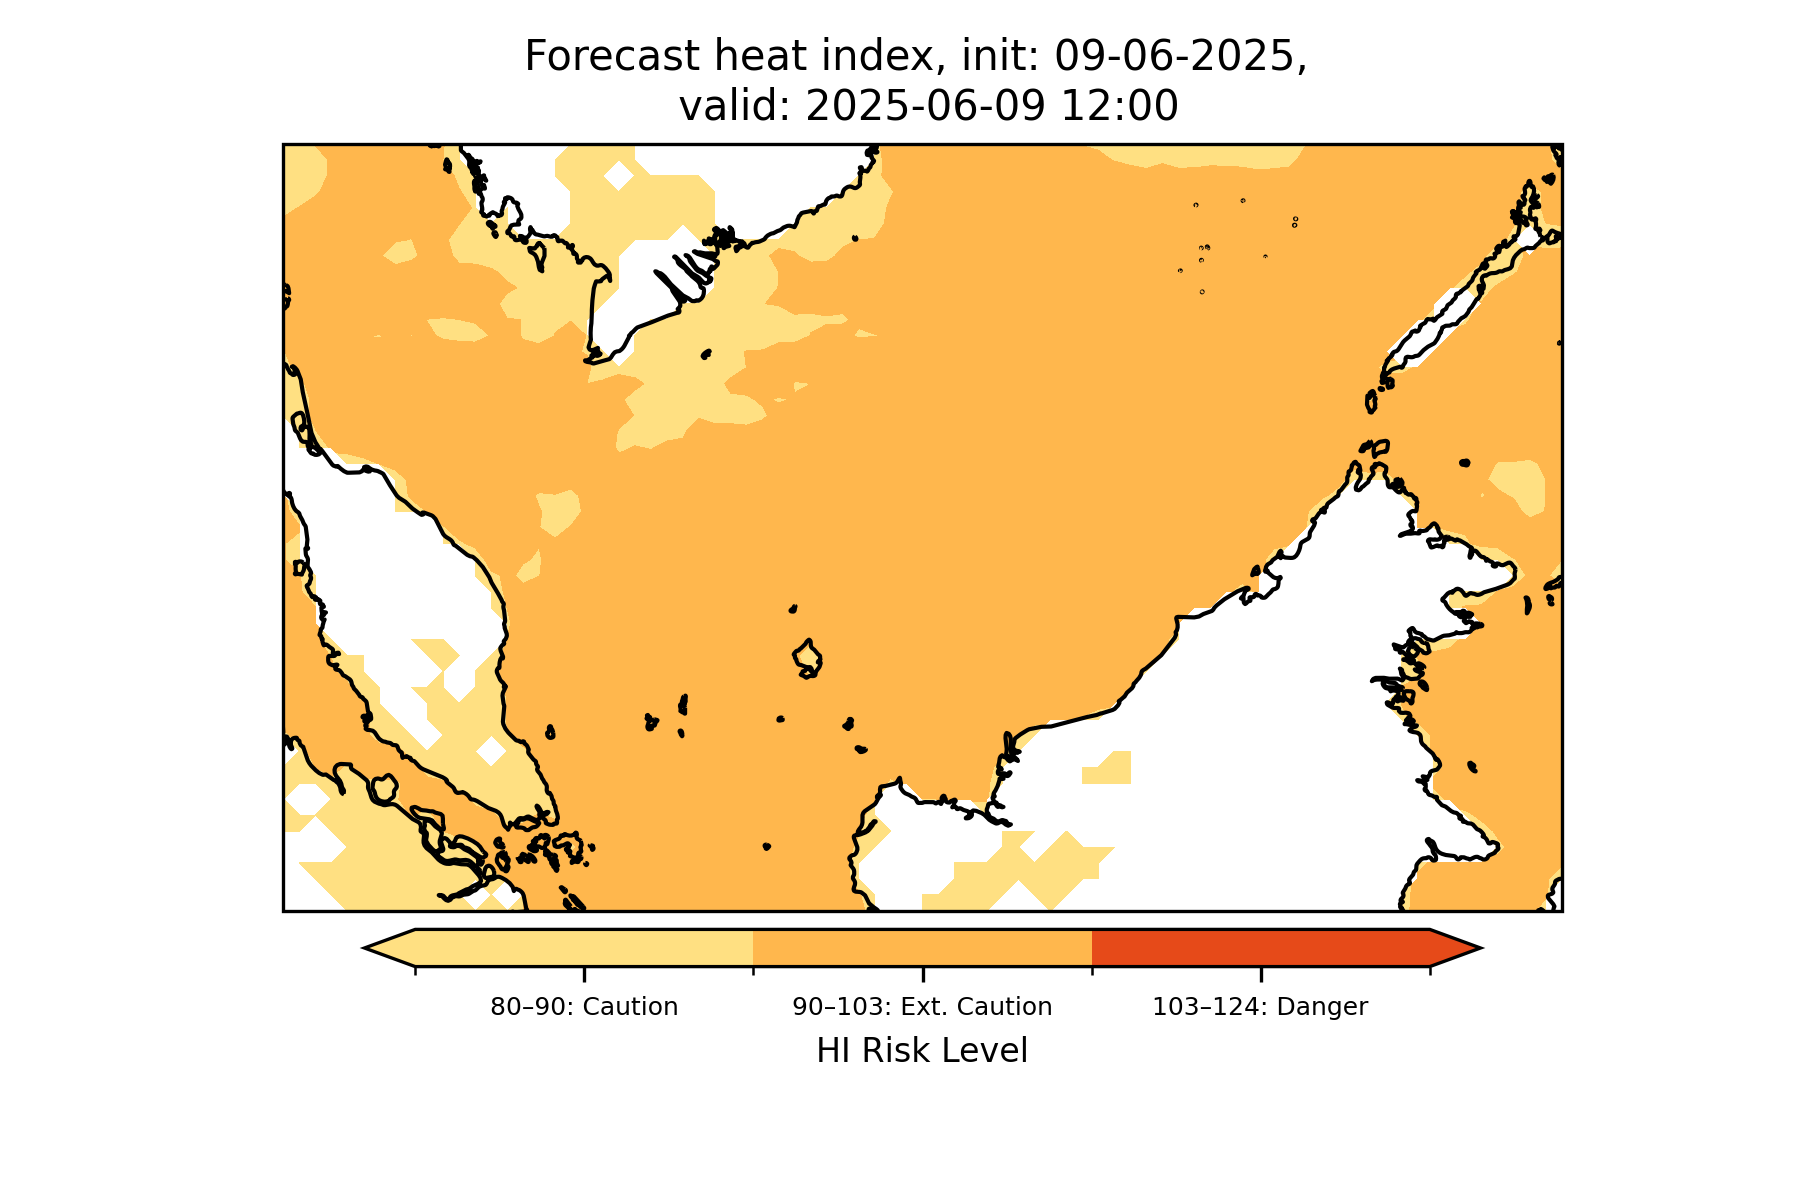 Forecast heat index, init: 09-06-2025,
valid: 2025-06-09 12:00
80–90: Caution
90–103: Ext. Caution
103–124: Danger
HI Risk Level